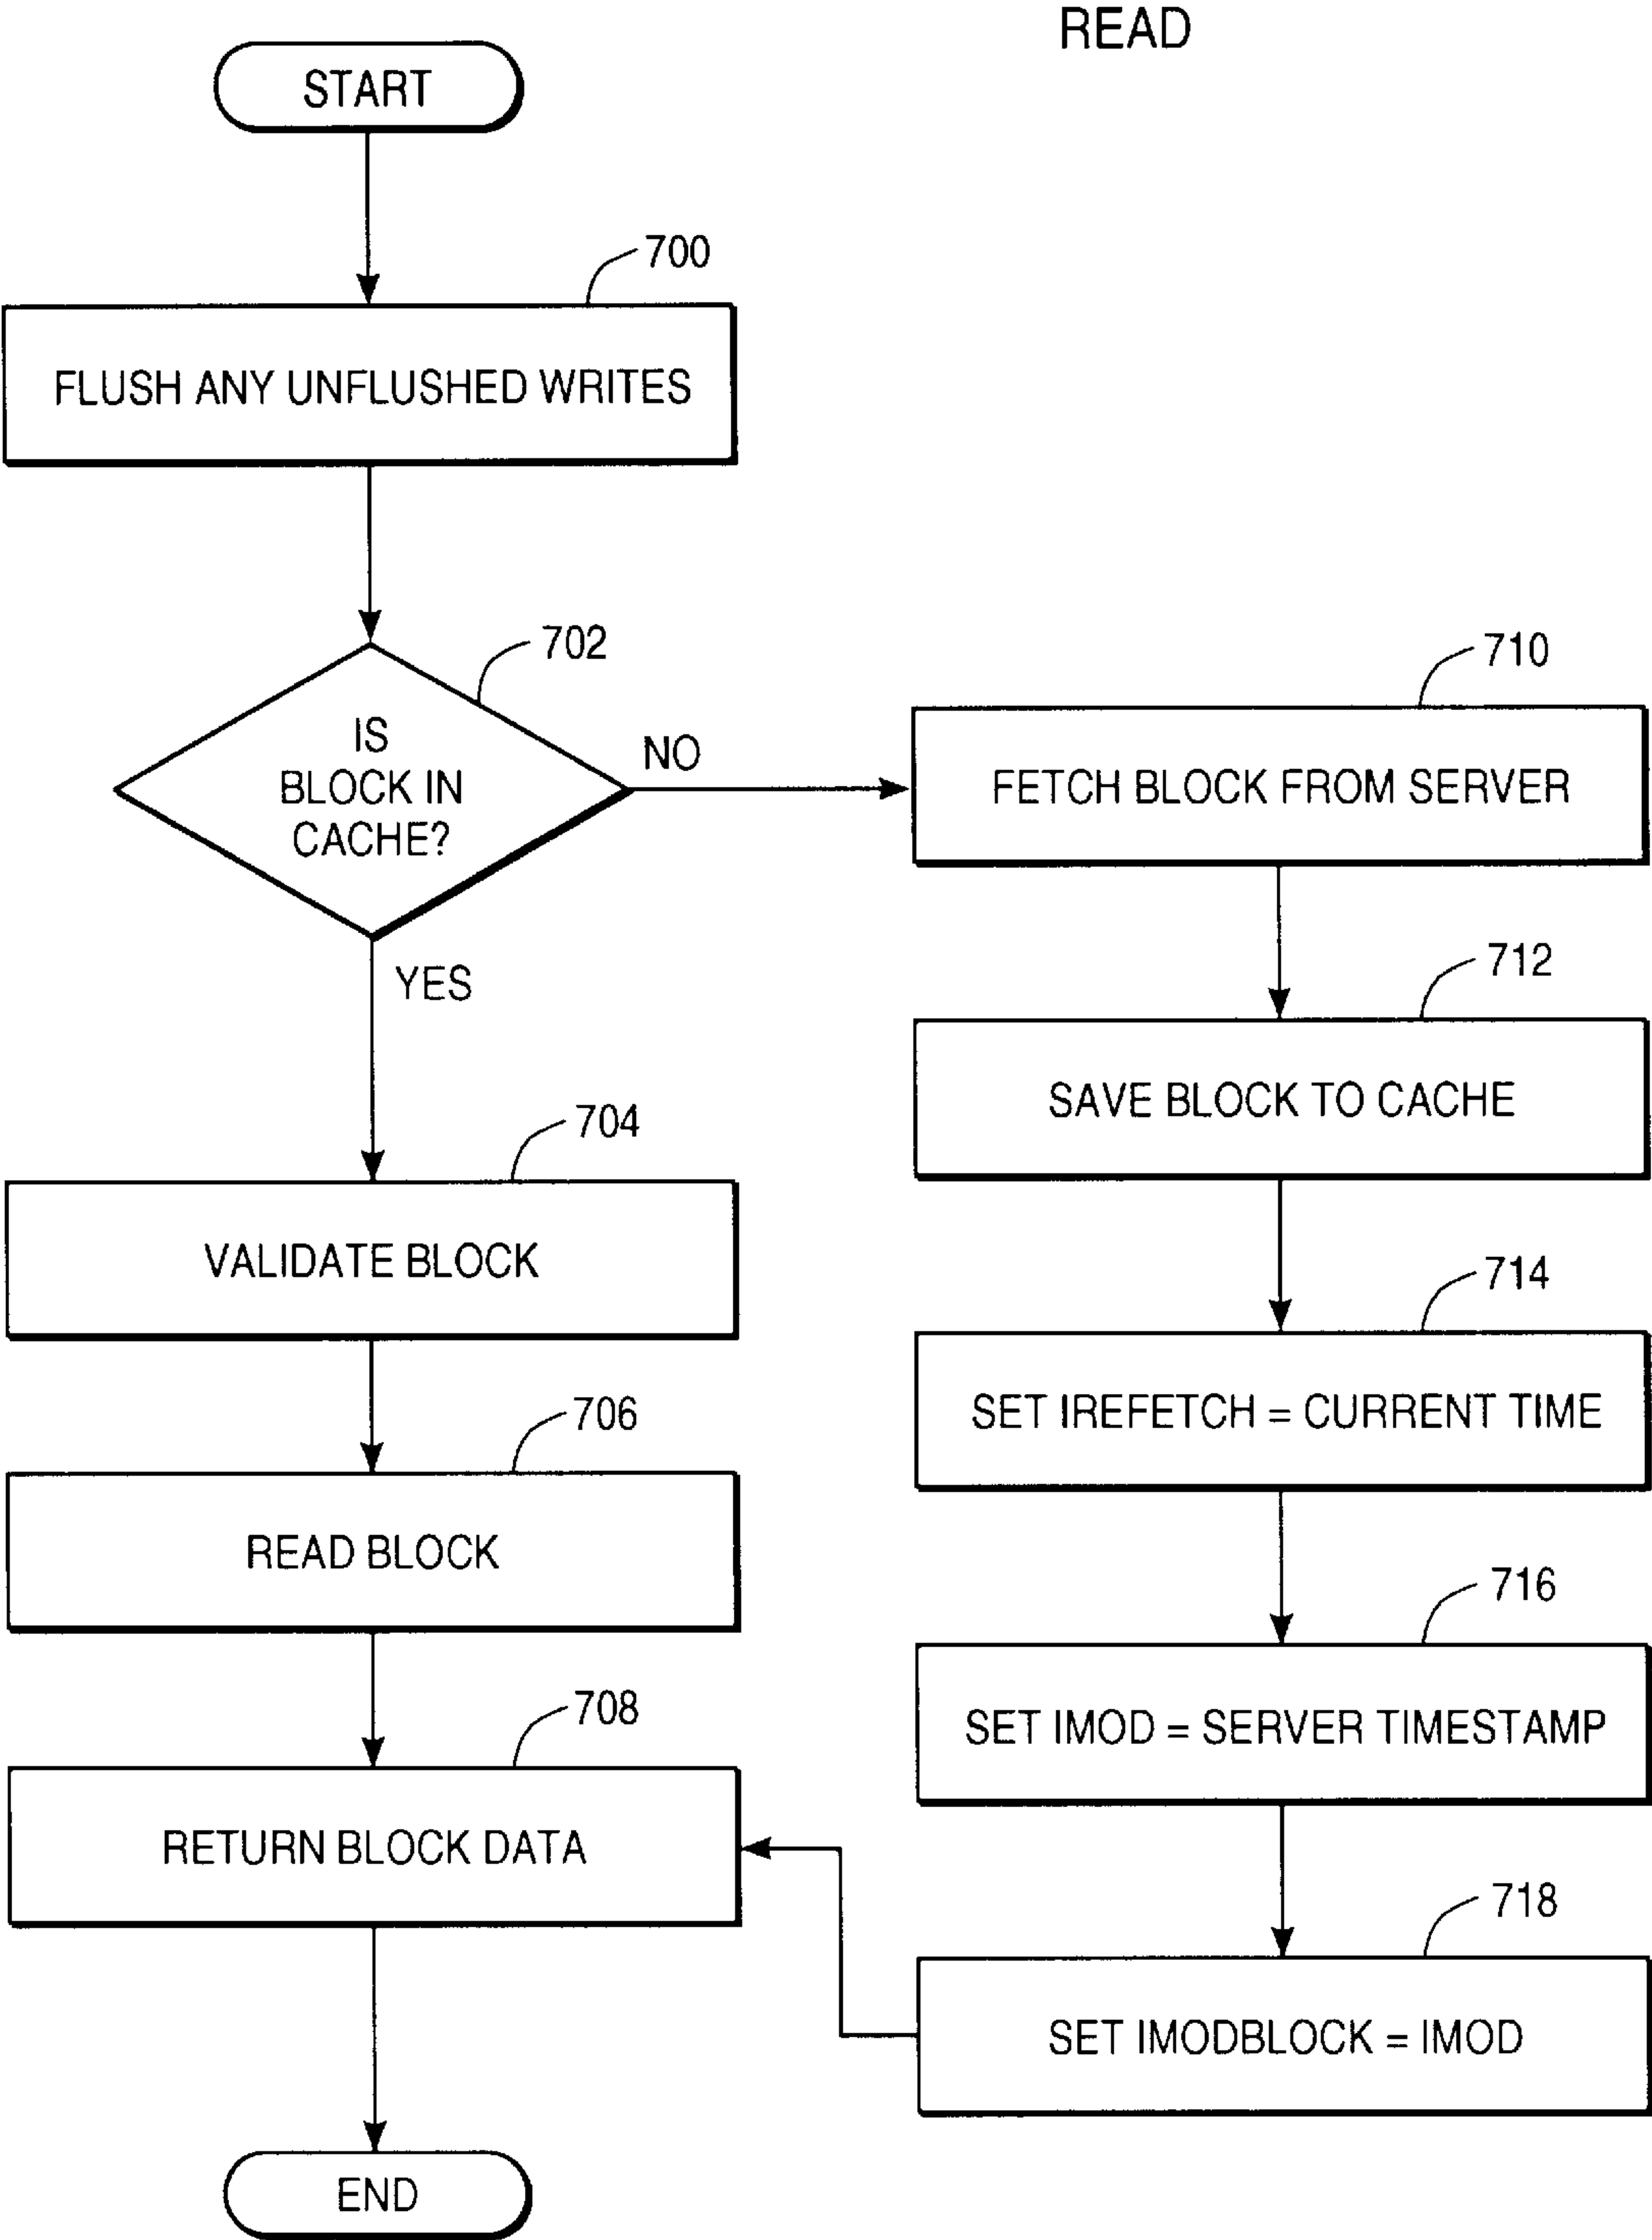 READ
START
700
FLUSH ANY UNFLUSHED WRITES
702
IS
BLOCK IN
CACHE?
NO
YES
710
FETCH BLOCK FROM SERVER
712
SAVE BLOCK TO CACHE
704
VALIDATE BLOCK
714
SET IREFETCH = CURRENT TIME
706
READ BLOCK
716
SET IMOD = SERVER TIMESTAMP
708
RETURN BLOCK DATA
718
SET IMODBLOCK = IMOD
END